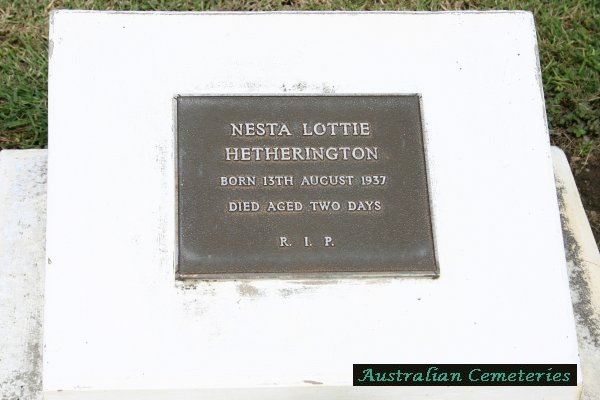 NESTA LOTTIE
HETHERINGTON
BORN 13TH AUGUST 1937
DIED AGED TWO DAYS
R. I. P.
Australian Cemeteries